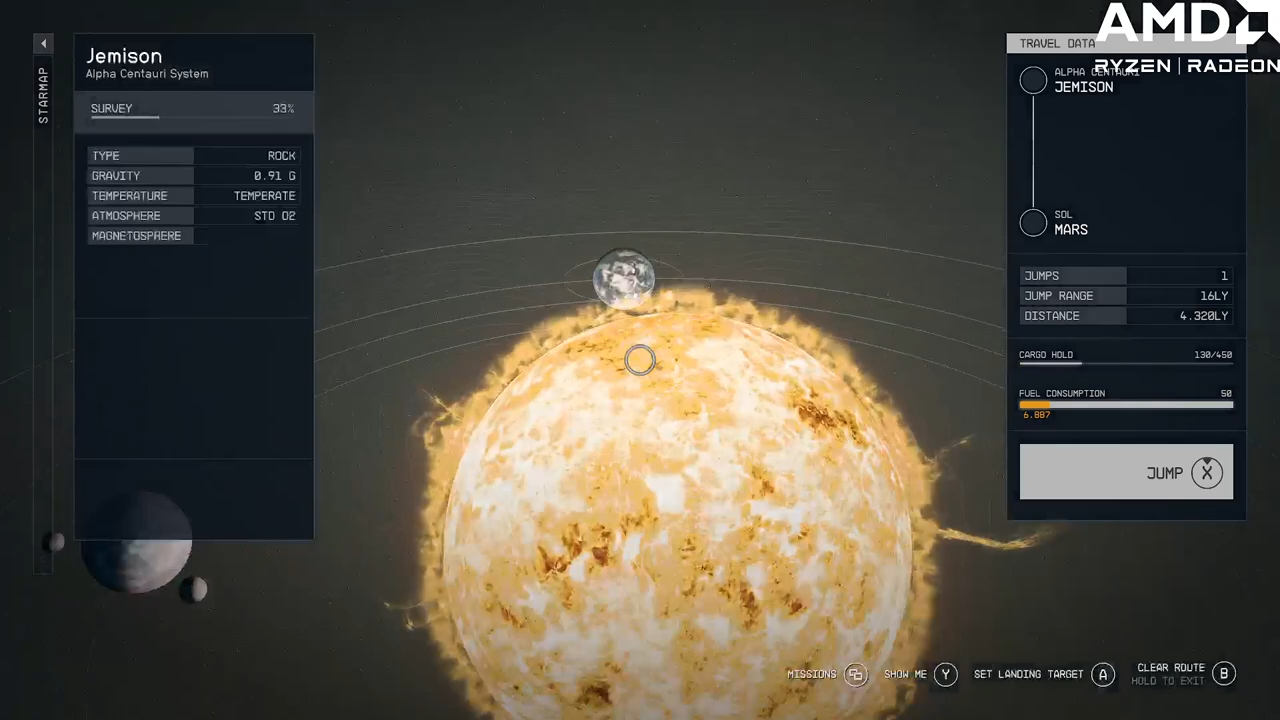 STARMAP
Jemison
Alpha Centauri System
SURVEY 33%
TYPE ROCK
GRAVITY 0.91 G
TEMPERATURE TEMPERATE
ATMOSPHERE STD O2
MAGNETOSPHERE
AMD
RYZEN | RADEON
TRAVEL DATA
ALPHA CENTAURI
JEMISON
SOL
MARS
JUMPS 1
JUMP RANGE 16LY
DISTANCE 4.320LY
CARGO HOLD 130/450
FUEL CONSUMPTION 50
6.887
JUMP X
MISSIONS SHOW ME Y SET LANDING TARGET A CLEAR ROUTE B
HOLD TO EXIT